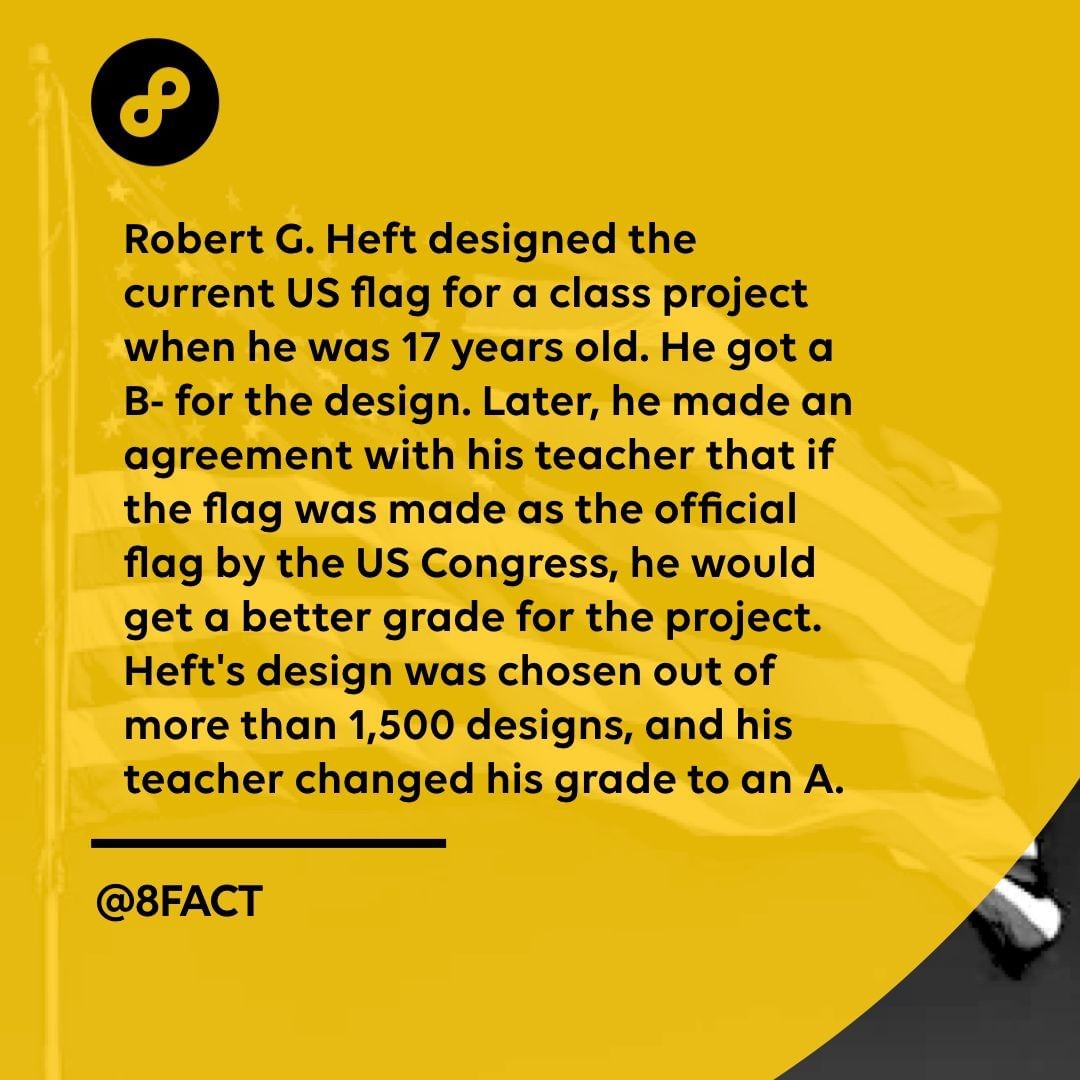 Robert G. Heft designed the
current US flag for a class project
when he was 17 years old. He got a
B- for the design. Later, he made an
agreement with his teacher that if
the flag was made as the official
flag by the US Congress, he would
get a better grade for the project.
Heft's design was chosen out of
more than 1,500 designs, and his
teacher changed his grade to an A.
@8FACT